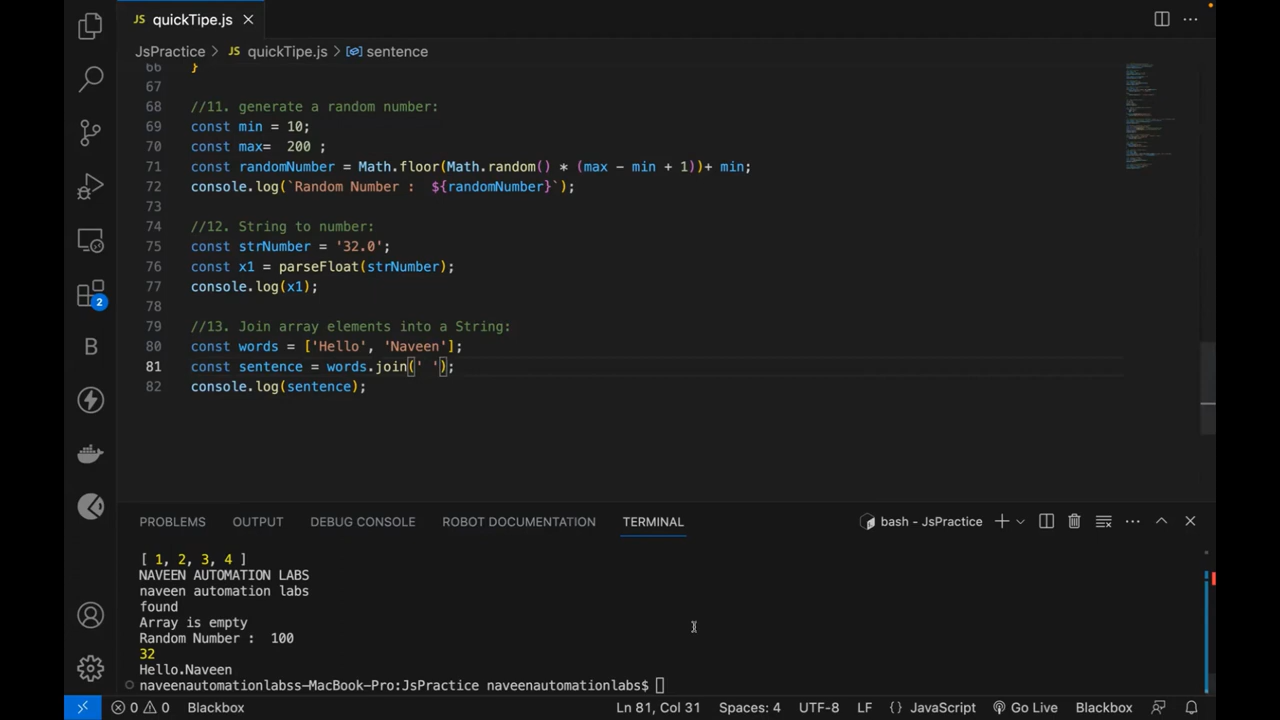 JS quickTipe.js
JsPractice > JS quickTipe.js > sentence
66 }
67
68 //11. generate a random number:
69 const min = 10;
70 const max=  200 ;
71 const randomNumber = Math.floor(Math.random() * (max - min + 1))+ min;
72 console.log(`Random Number :  ${randomNumber}`);
73
74 //12. String to number:
75 const strNumber = '32.0';
76 const x1 = parseFloat(strNumber);
77 console.log(x1);
78
79 //13. Join array elements into a String:
80 const words = ['Hello', 'Naveen'];
81 const sentence = words.join(' ');
82 console.log(sentence);
2
B
PROBLEMS OUTPUT DEBUG CONSOLE ROBOT DOCUMENTATION TERMINAL bash - JsPractice
[ 1, 2, 3, 4 ]
NAVEEN AUTOMATION LABS
naveen automation labs
found
Array is empty
Random Number :  100
32
Hello.Naveen
naveenautomationlabss-MacBook-Pro:JsPractice naveenautomationlabs$
0 0 Blackbox Ln 81, Col 31 Spaces: 4 UTF-8 LF {} JavaScript Go Live Blackbox